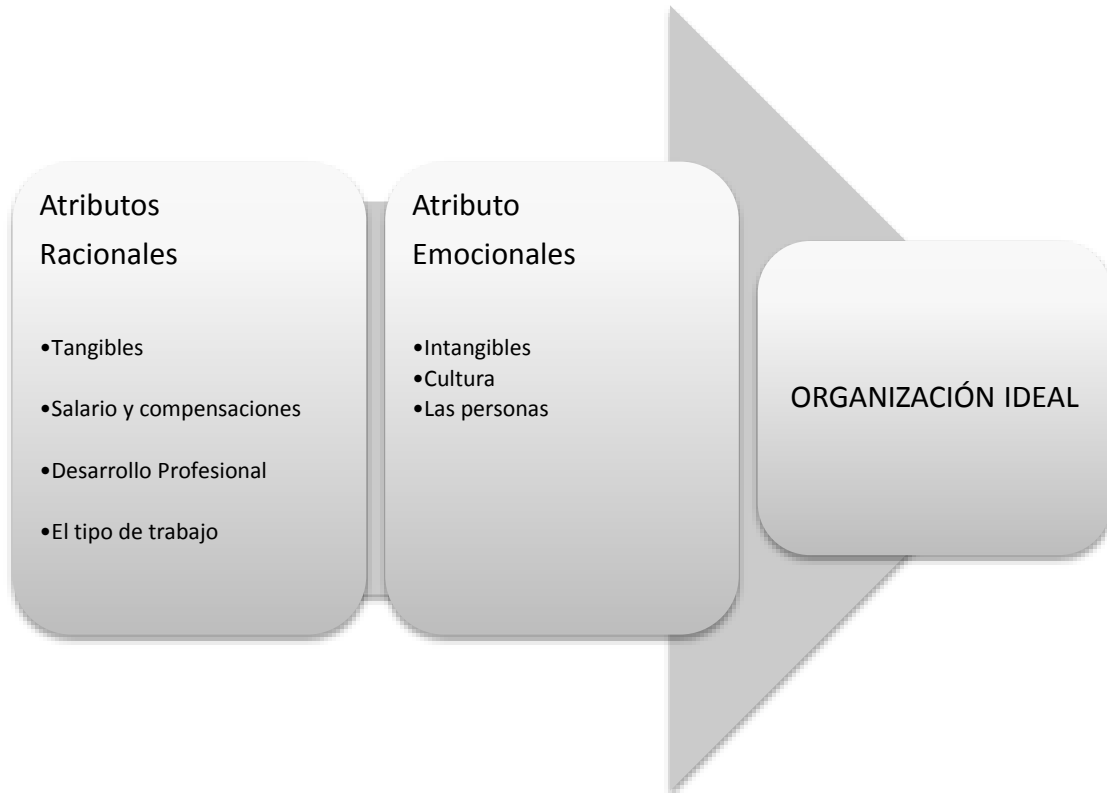 Atributos
Racionales
•Tangibles
•Salario y compensaciones
•Desarrollo Profesional
•El tipo de trabajo
Atributo
Emocionales
•Intangibles
•Cultura
•Las personas
ORGANIZACIÓN IDEAL